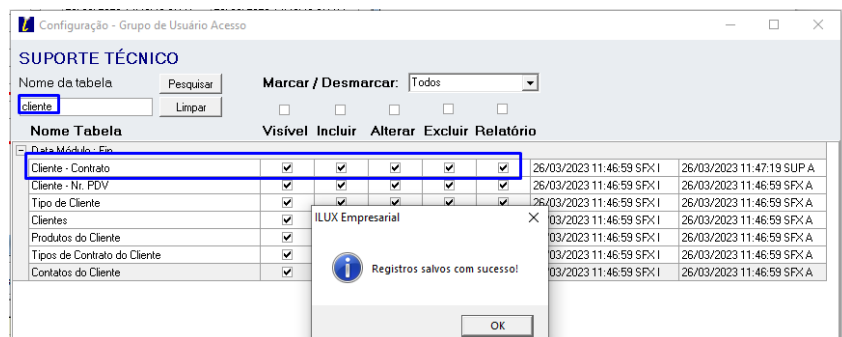 Configuração - Grupo de Usuário Acesso
SUPORTE TÉCNICO
Nome da tabela Pesquisar Marcar / Desmarcar: Todos
cliente Limpar
Nome Tabela Visível Incluir Alterar Excluir Relatório
Data Módulo : Fin
Cliente - Contrato 26/03/2023 11:46:59 SFX I 26/03/2023 11:47:19 SUP A
Cliente - Nr. PDV 26/03/2023 11:46:59 SFX I 26/03/2023 11:46:59 SFX A
Tipo de Cliente 26/03/2023 11:46:59 SFX I 26/03/2023 11:46:59 SFX A
ILUX Empresarial
Clientes /03/2023 11:46:59 SFX I 26/03/2023 11:46:59 SFX A
Produtos do Cliente /03/2023 11:46:59 SFX I 26/03/2023 11:46:59 SFX A
Tipos de Contrato do Cliente /03/2023 11:46:59 SFX I 26/03/2023 11:46:59 SFX A
Contatos do Cliente /03/2023 11:46:59 SFX I 26/03/2023 11:46:59 SFX A
Registros salvos com sucesso!
OK